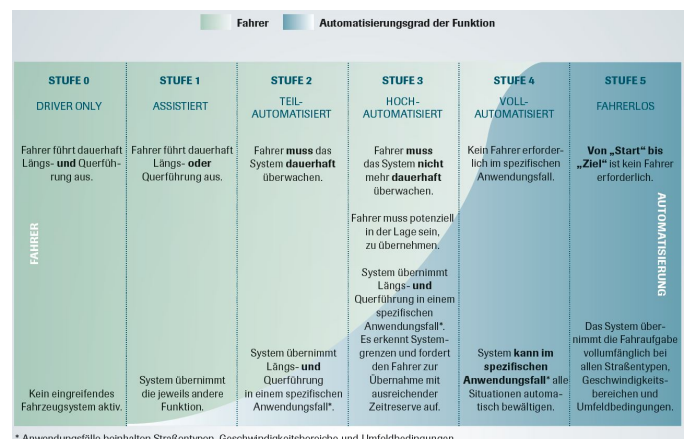 Fahrer
Automatisierungsgrad der Funktion
STUFE 0
DRIVER ONLY
Fahrer führt dauerhaft
Längs- und Querfüh-
rung aus.
FAHRER
Kein eingreifendes
Fahrzeugsystem aktiv.
STUFE 1
ASSISTIERT
Fahrer führt dauerhaft
Längs- oder
Querführung aus.
System übernimmt
die jeweils andere
Funktion.
STUFE 2
TEIL-
AUTOMATISIERT
Fahrer muss das
System dauerhaft
überwachen.
System übernimmt
Längs- und
Querführung
in einem spezifischen
Anwendungsfall*.
STUFE 3
HOCH-
AUTOMATISIERT
Fahrer muss
das System nicht
mehr dauerhaft
überwachen.
Fahrer muss potenziell
in der Lage sein,
zu übernehmen.
System übernimmt
Längs- und
Querführung in einem
spezifischen
Anwendungsfall*.
Es erkennt System-
grenzen und fordert
den Fahrer zur
Übernahme mit
ausreichender
Zeitreserve auf.
STUFE 4
VOLL-
AUTOMATISIERT
Kein Fahrer erforder-
lich im spezifischen
Anwendungsfall.
System kann im
spezifischen
Anwendungsfall* alle
Situationen automa-
tisch bewältigen.
STUFE 5
FAHRERLOS
Von „Start" bis
„Ziel" ist kein Fahrer
erforderlich.
AUTOMATISIERUNG
Das System über-
nimmt die Fahraufgabe
vollumfänglich bei
allen Straßentypen,
Geschwindigkeits-
bereichen und
Umfeldbedingungen.
* Anwendungsfälle beinhalten Straßentypen, Geschwindigkeitsbereiche und Umfeldbedingungen